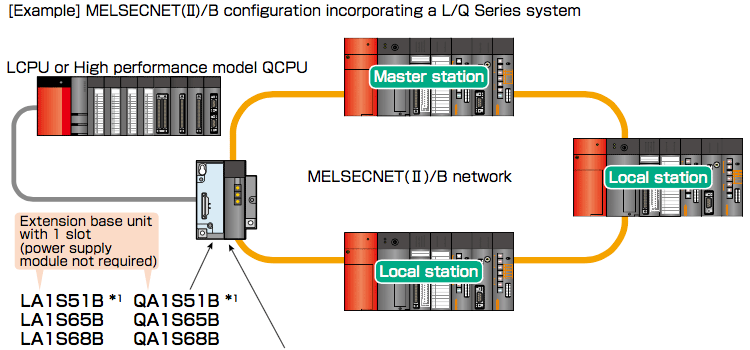 [Example] MELSECNET(Ⅱ)/B configuration incorporating a L/Q Series system
LCPU or High performance model QCPU
Master station
MELSECNET(Ⅱ)/B network
Local station
Extension base unit
with 1 slot
(power supply
module not required)
Local station
LA1S51B *1 QA1S51B *1
LA1S65B QA1S65B
LA1S68B QA1S68B